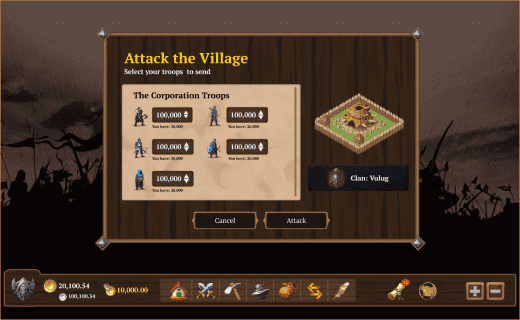 Attack the Village
Select your troops to send
The Corporation Troops
100,000 100,000
You have: 20,000 You have: 20,000
100,000 100,000
You have: 20,000 You have: 20,000
100,000
You have: 20,000
Clan: Vulug
Cancel Attack
20,100.54 10,000.00
100,100.54